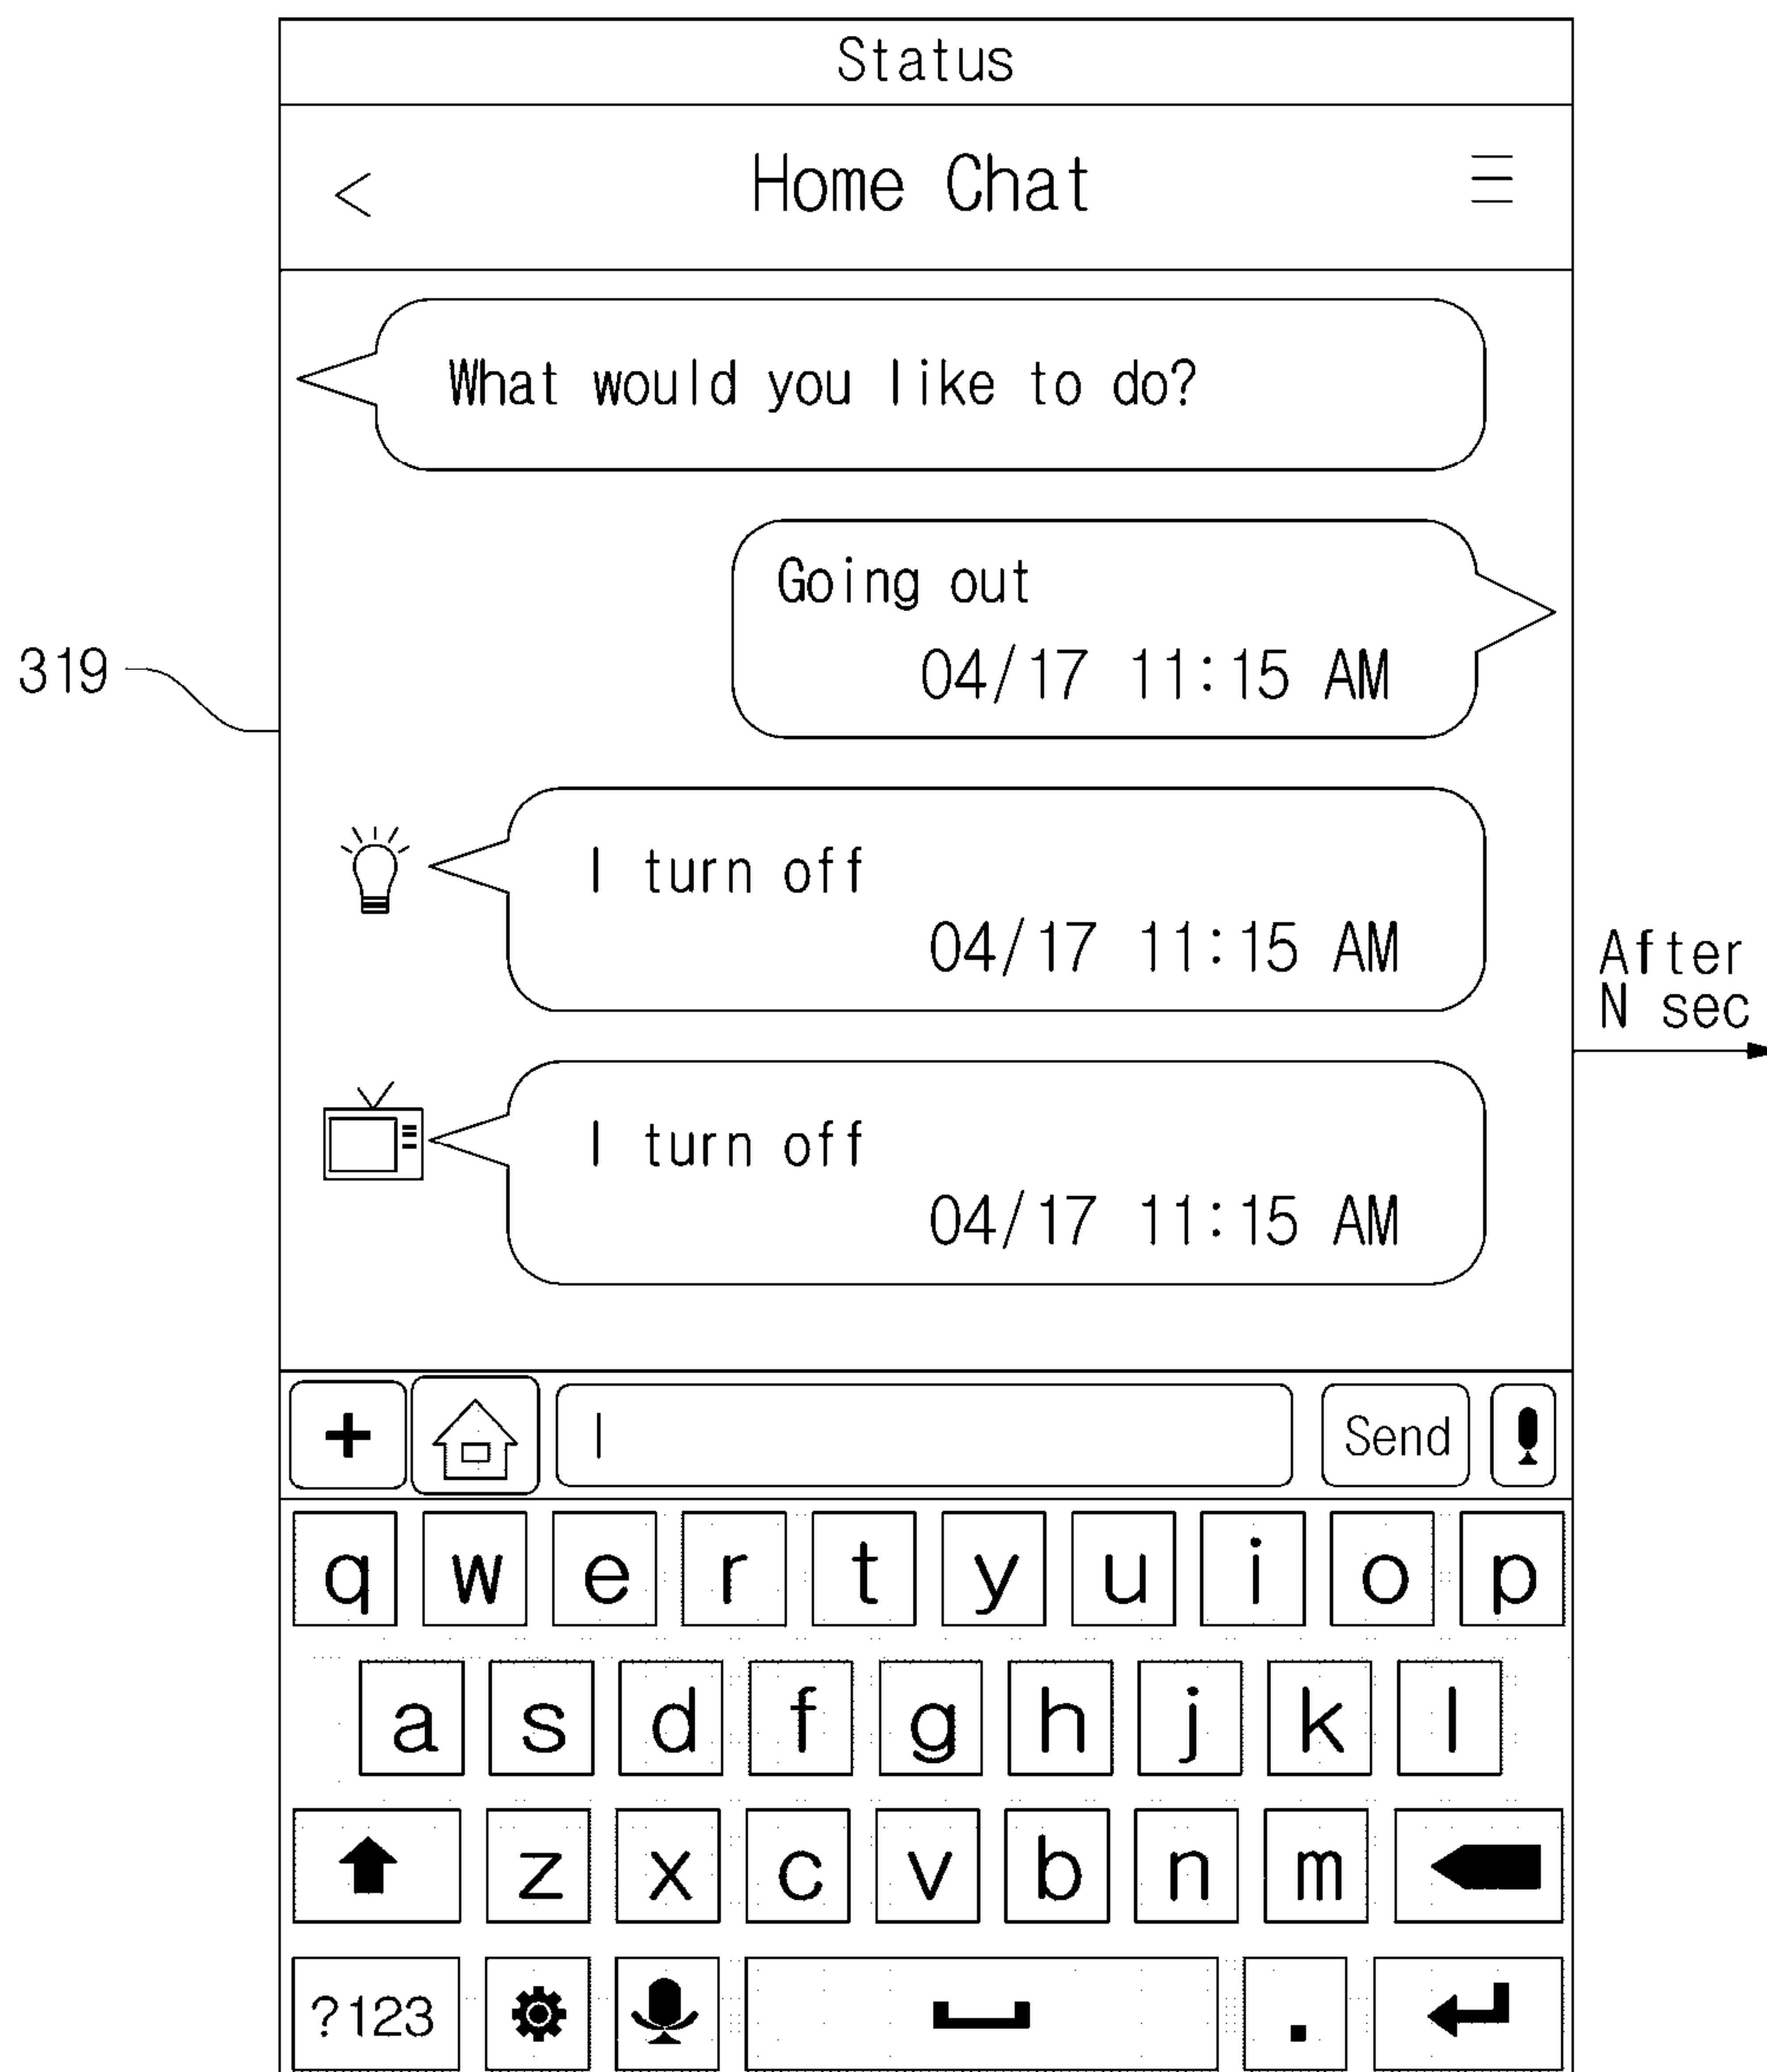 Status
< Home Chat
What would you like to do?
Going out
04/17 11:15 AM
319
I turn off
04/17 11:15 AM
After
N sec
I turn off
04/17 11:15 AM
+ Send
q w e r t y u i o p
a s d f g h j k l
z x c v b n m
?123 .